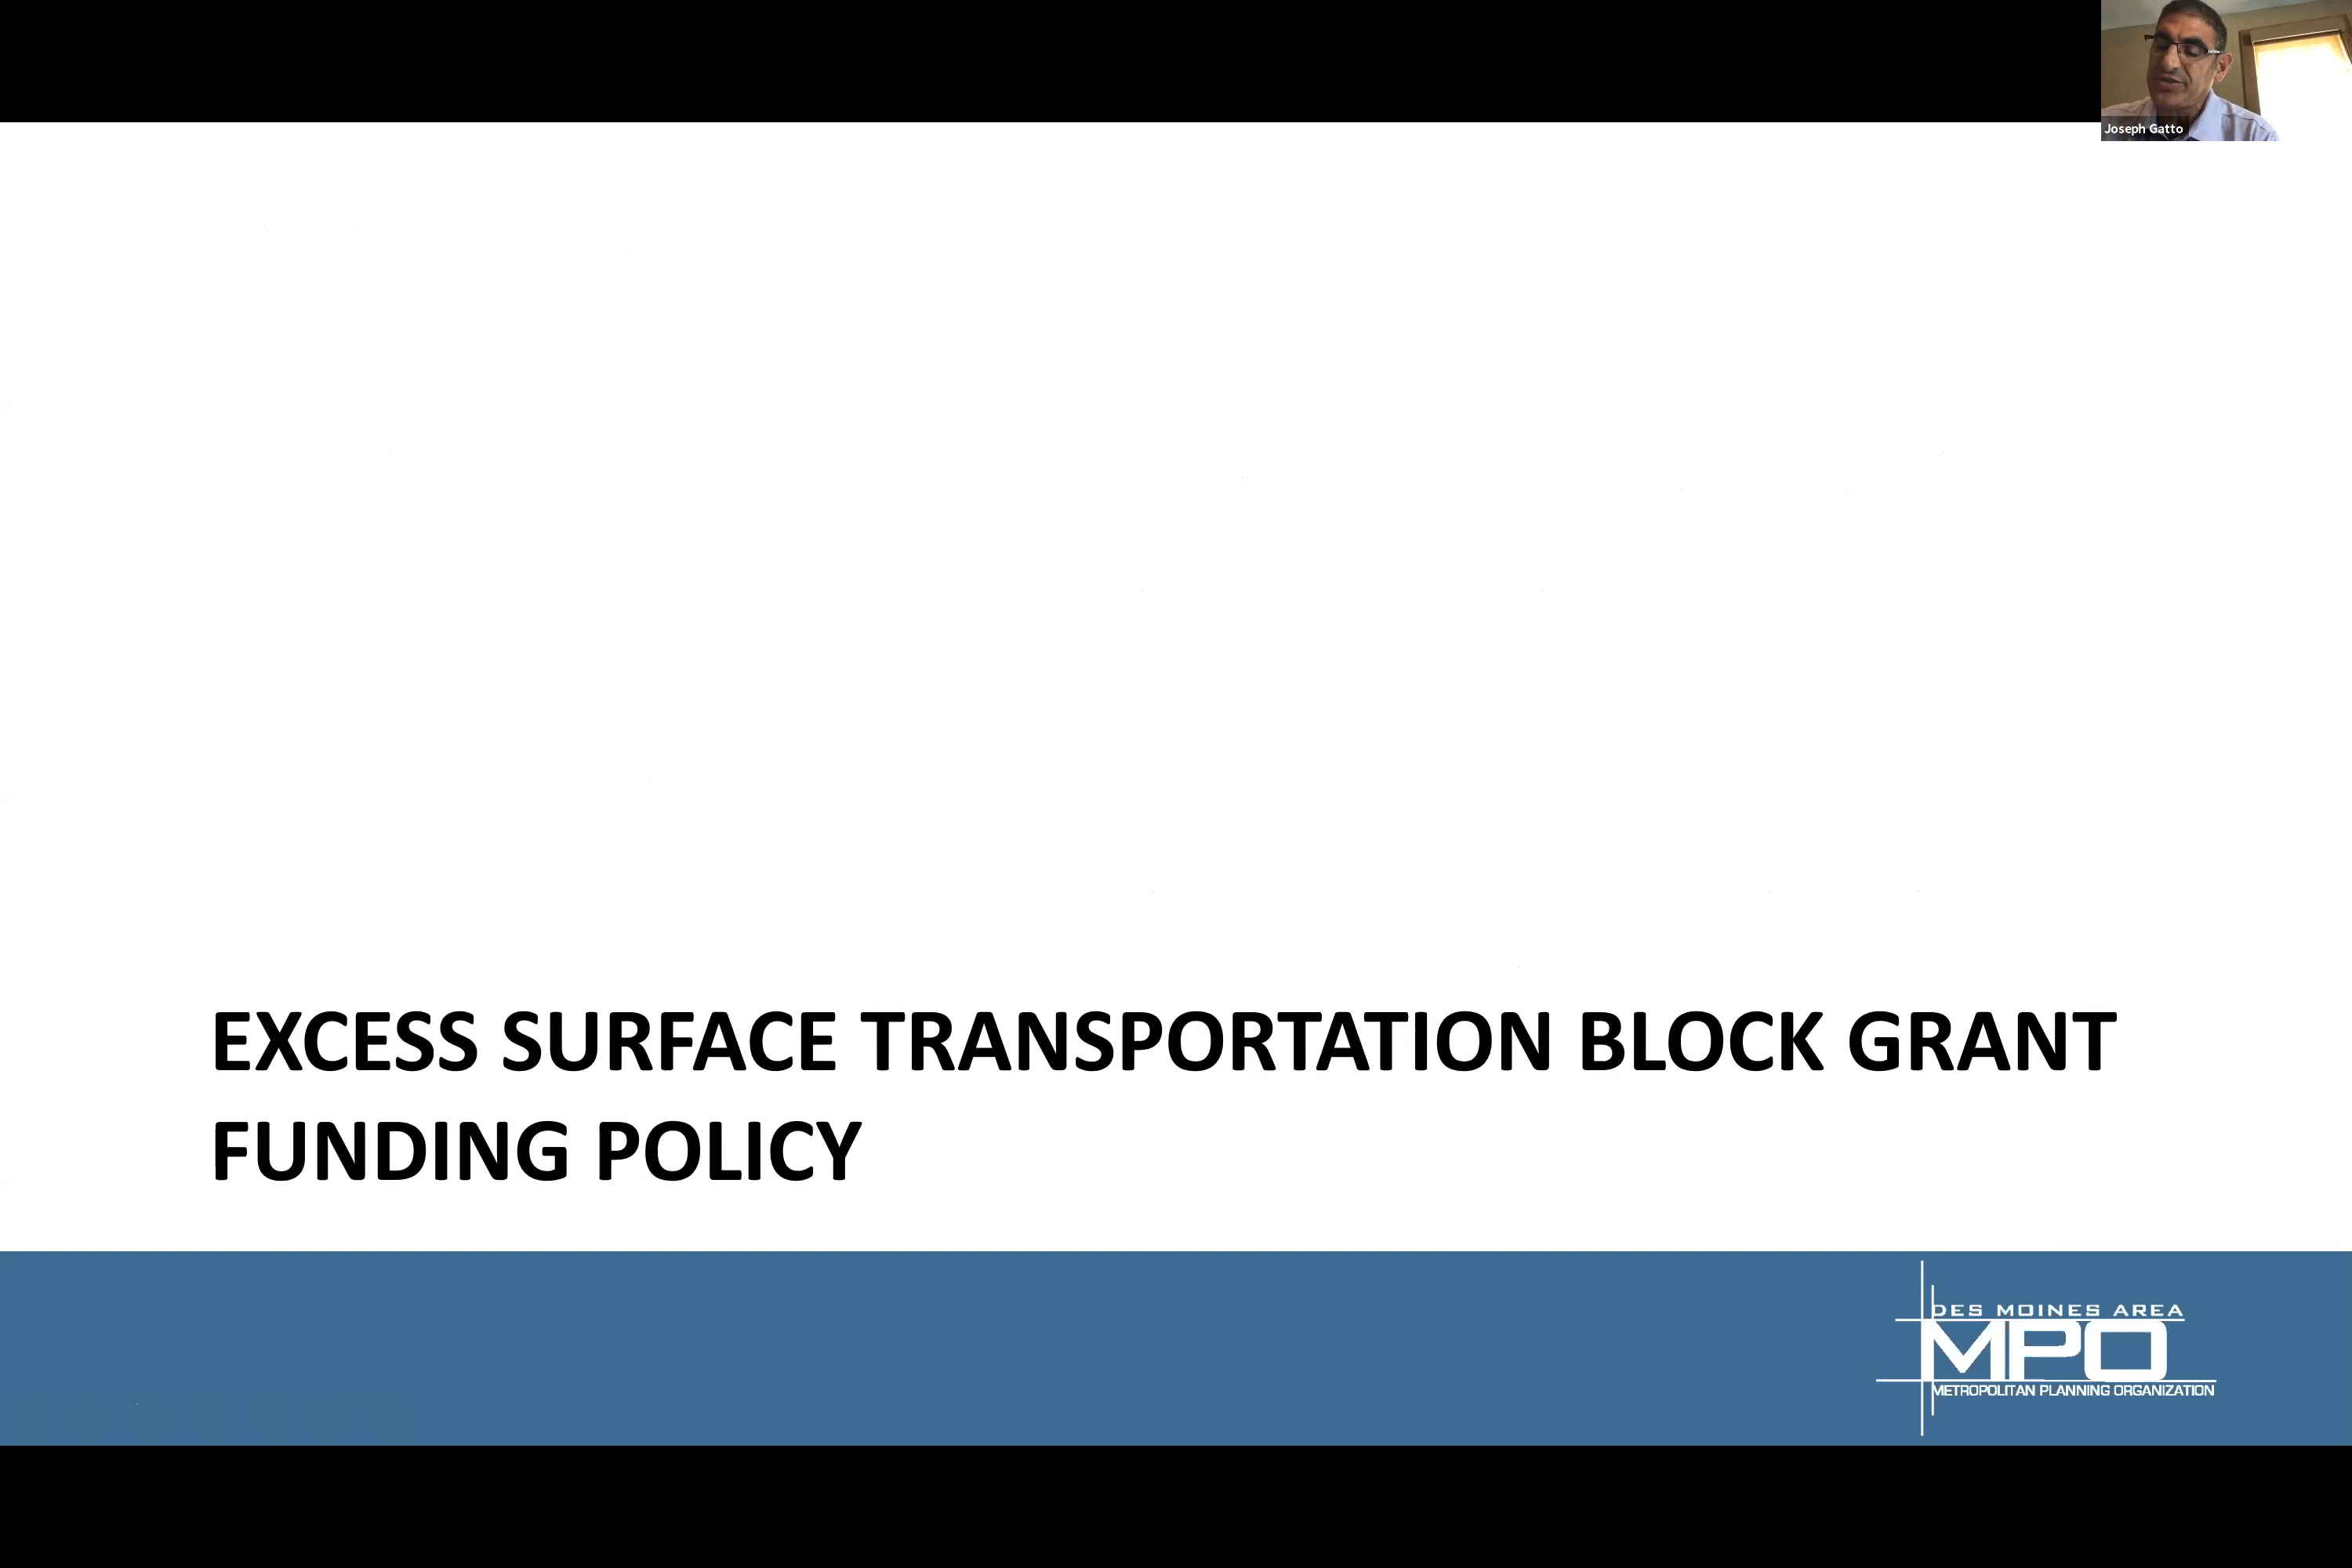 Joseph Gatto
EXCESS SURFACE TRANSPORTATION BLOCK GRANT
FUNDING POLICY
DES MOINES AREA
MPO
METROPOLITAN PLANNING ORGANIZATION